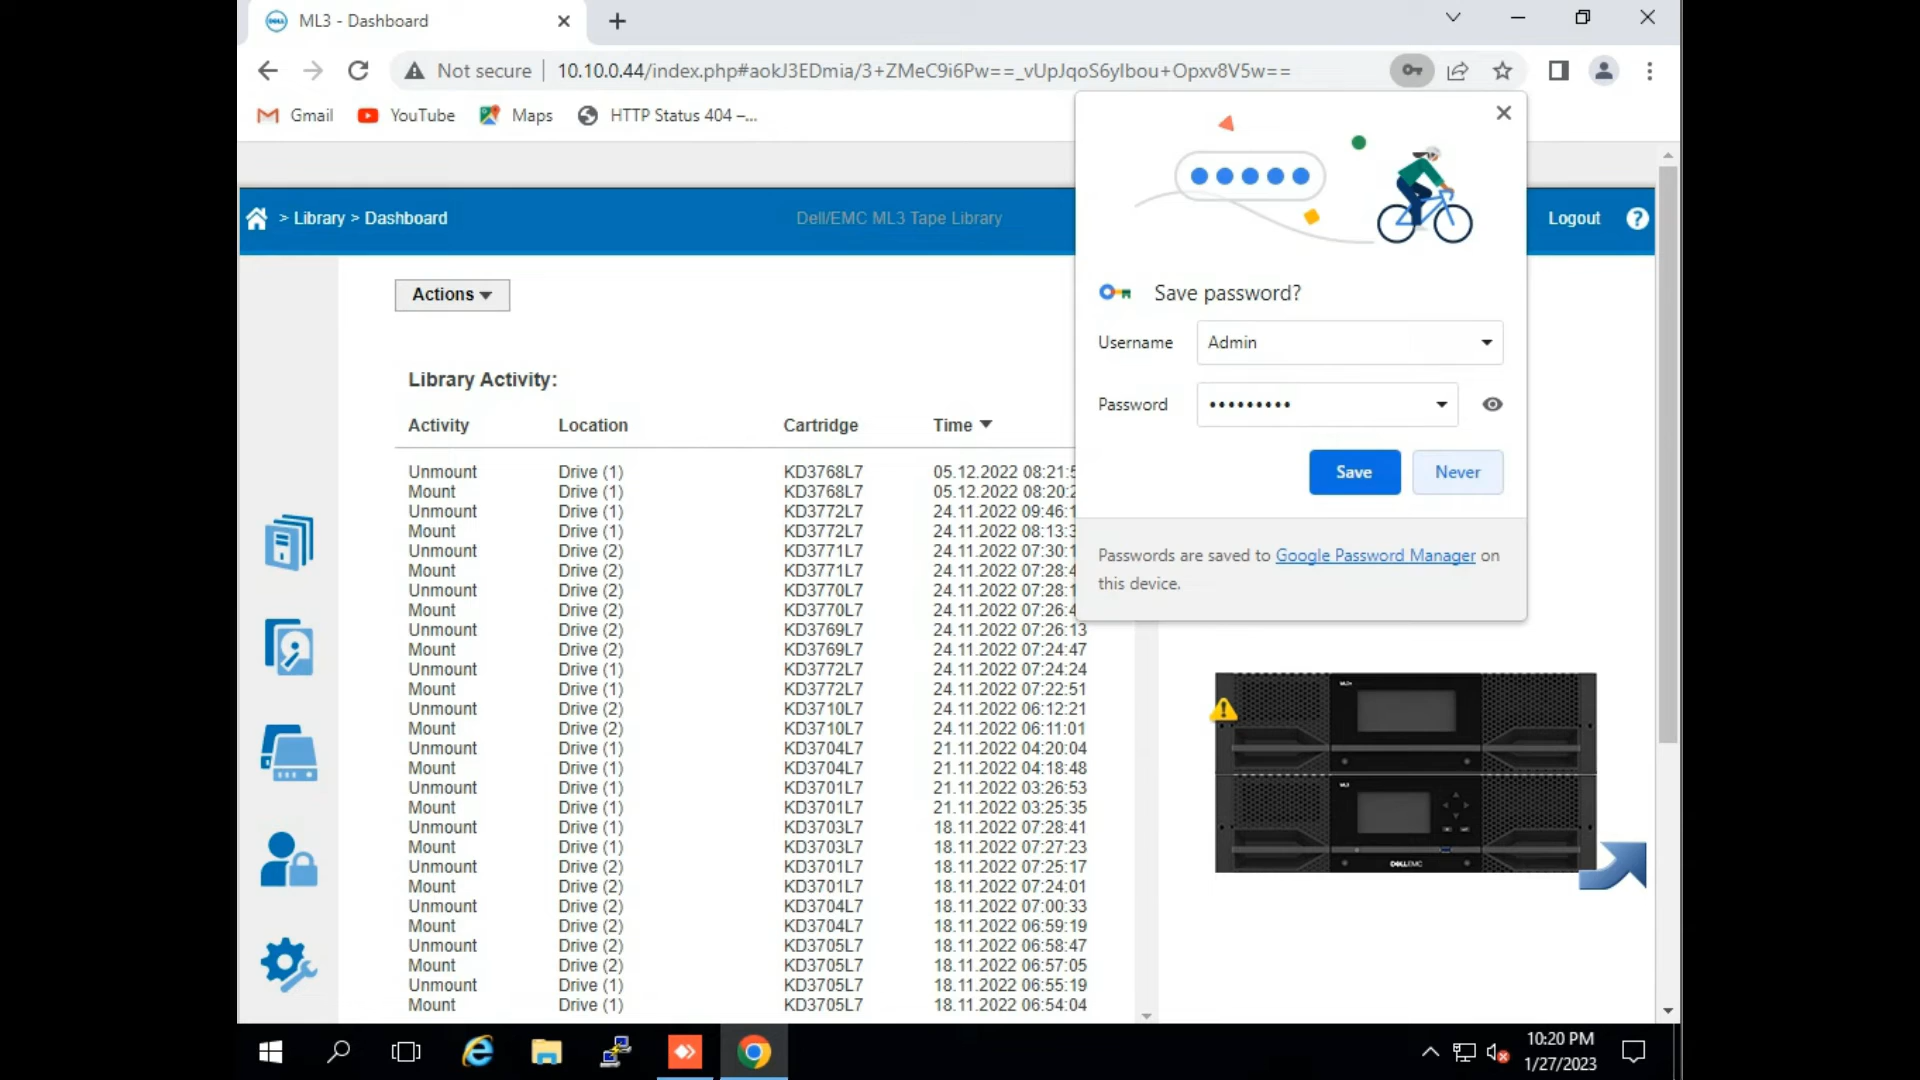 ML3 - Dashboard
Not secure
10.10.0.44/index.php#aokJ3EDmia/3+ZMeC9i6Pw==_vUpJqoS6yIbou+Opxv8V5w==
Gmail YouTube Maps HTTP Status 404 –...
> Library > Dashboard
Dell/EMC ML3 Tape Library
Logout
Save password?
Username Admin
Password •••••••••
Save Never
Passwords are saved to Google Password Manager on
this device.
Actions
Library Activity:
Activity Location Cartridge Time
Unmount Drive (1) KD3768L7 05.12.2022 08:21:5
Mount Drive (1) KD3768L7 05.12.2022 08:20:2
Unmount Drive (1) KD3772L7 24.11.2022 09:46:1
Mount Drive (1) KD3772L7 24.11.2022 08:13:3
Unmount Drive (2) KD3771L7 24.11.2022 07:30:1
Mount Drive (2) KD3771L7 24.11.2022 07:28:4
Unmount Drive (2) KD3770L7 24.11.2022 07:28:1
Mount Drive (2) KD3770L7 24.11.2022 07:26:4
Unmount Drive (2) KD3769L7 24.11.2022 07:26:13
Mount Drive (2) KD3769L7 24.11.2022 07:24:47
Unmount Drive (1) KD3772L7 24.11.2022 07:24:24
Mount Drive (1) KD3772L7 24.11.2022 07:22:51
Unmount Drive (2) KD3710L7 24.11.2022 06:12:21
Mount Drive (2) KD3710L7 24.11.2022 06:11:01
Unmount Drive (1) KD3704L7 21.11.2022 04:20:04
Mount Drive (1) KD3704L7 21.11.2022 04:18:48
Unmount Drive (1) KD3701L7 21.11.2022 03:26:53
Mount Drive (1) KD3701L7 21.11.2022 03:25:35
Unmount Drive (1) KD3703L7 18.11.2022 07:28:41
Mount Drive (1) KD3703L7 18.11.2022 07:27:23
Unmount Drive (2) KD3701L7 18.11.2022 07:25:17
Mount Drive (2) KD3701L7 18.11.2022 07:24:01
Unmount Drive (2) KD3704L7 18.11.2022 07:00:33
Mount Drive (2) KD3704L7 18.11.2022 06:59:19
Unmount Drive (2) KD3705L7 18.11.2022 06:58:47
Mount Drive (2) KD3705L7 18.11.2022 06:57:05
Unmount Drive (1) KD3705L7 18.11.2022 06:55:19
Mount Drive (1) KD3705L7 18.11.2022 06:54:04
DELLEMC
10:20 PM
1/27/2023